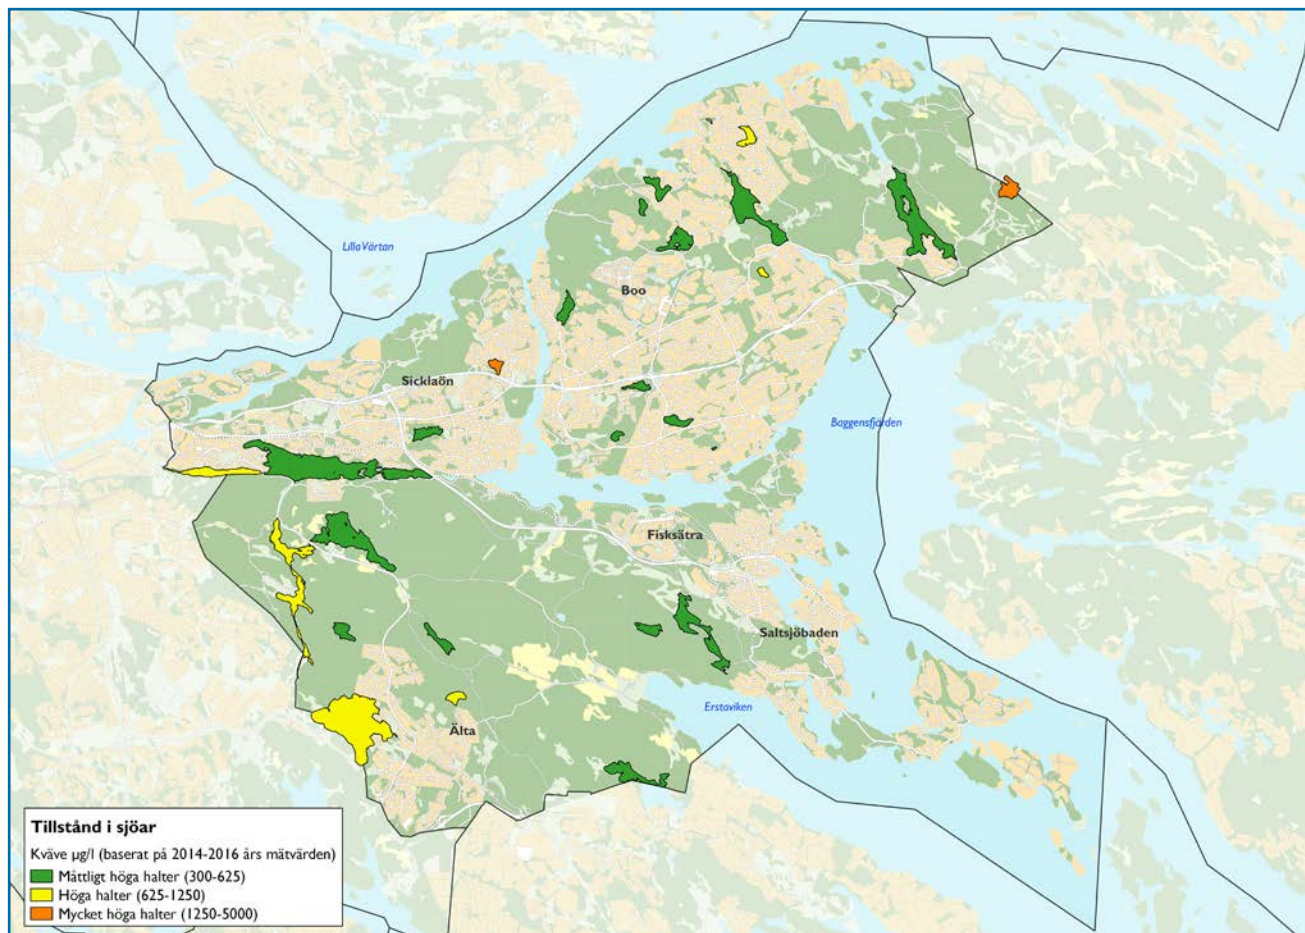 Lilla Värtan
Boo
Sicklaön
Baggensfjärden
Fisksätra
Saltsjöbaden
Erstaviken
Älta
Tillstånd i sjöar
Kväve µg/l (baserat på 2014-2016 års mätvärden)
Måttligt höga halter (300-625)
Höga halter (625-1250)
Mycket höga halter (1250-5000)